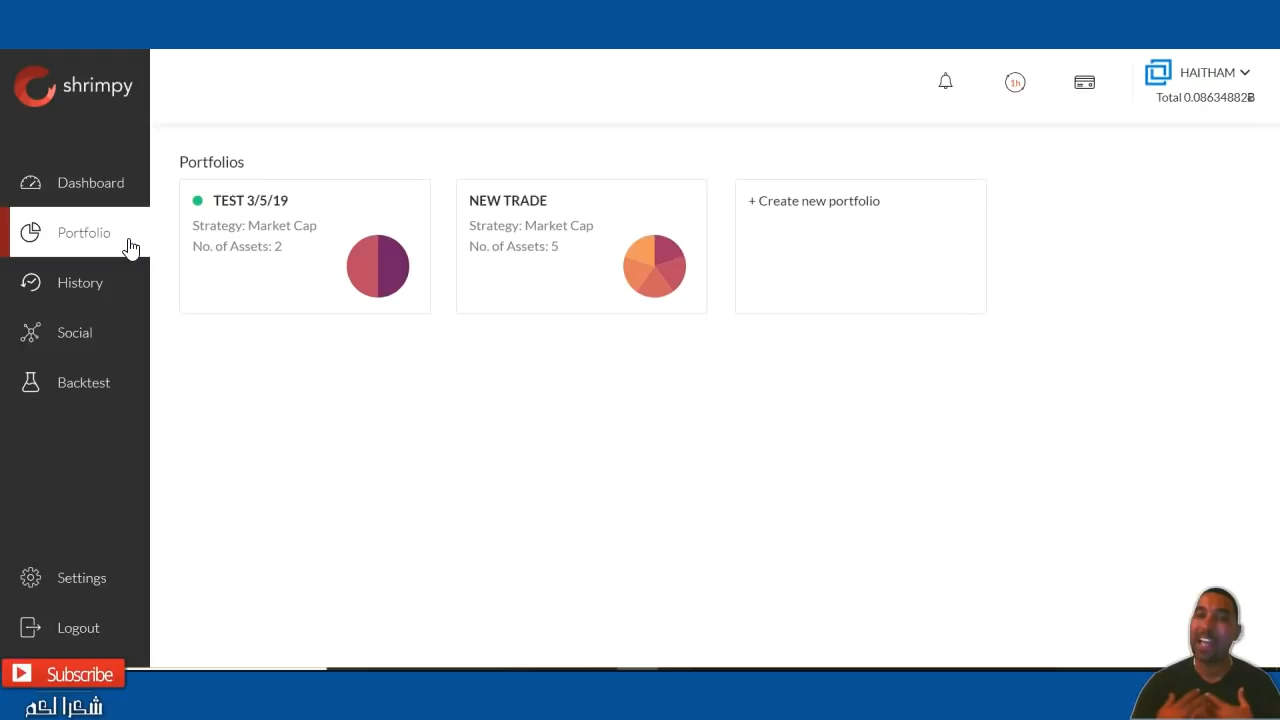 shrimpy
1h
HAITHAM
Total 0.08634882Ƀ
Dashboard
Portfolio
History
Social
Backtest
Settings
Logout
Portfolios
TEST 3/5/19
Strategy: Market Cap
No. of Assets: 2
NEW TRADE
Strategy: Market Cap
No. of Assets: 5
+ Create new portfolio
Subscribe
شكرا لكم